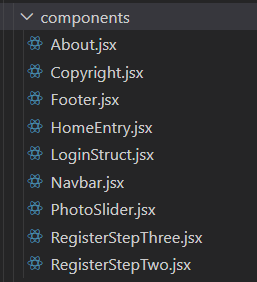 components
About.jsx
Copyright.jsx
Footer.jsx
HomeEntry.jsx
LoginStruct.jsx
Navbar.jsx
PhotoSlider.jsx
RegisterStepThree.jsx
RegisterStepTwo.jsx